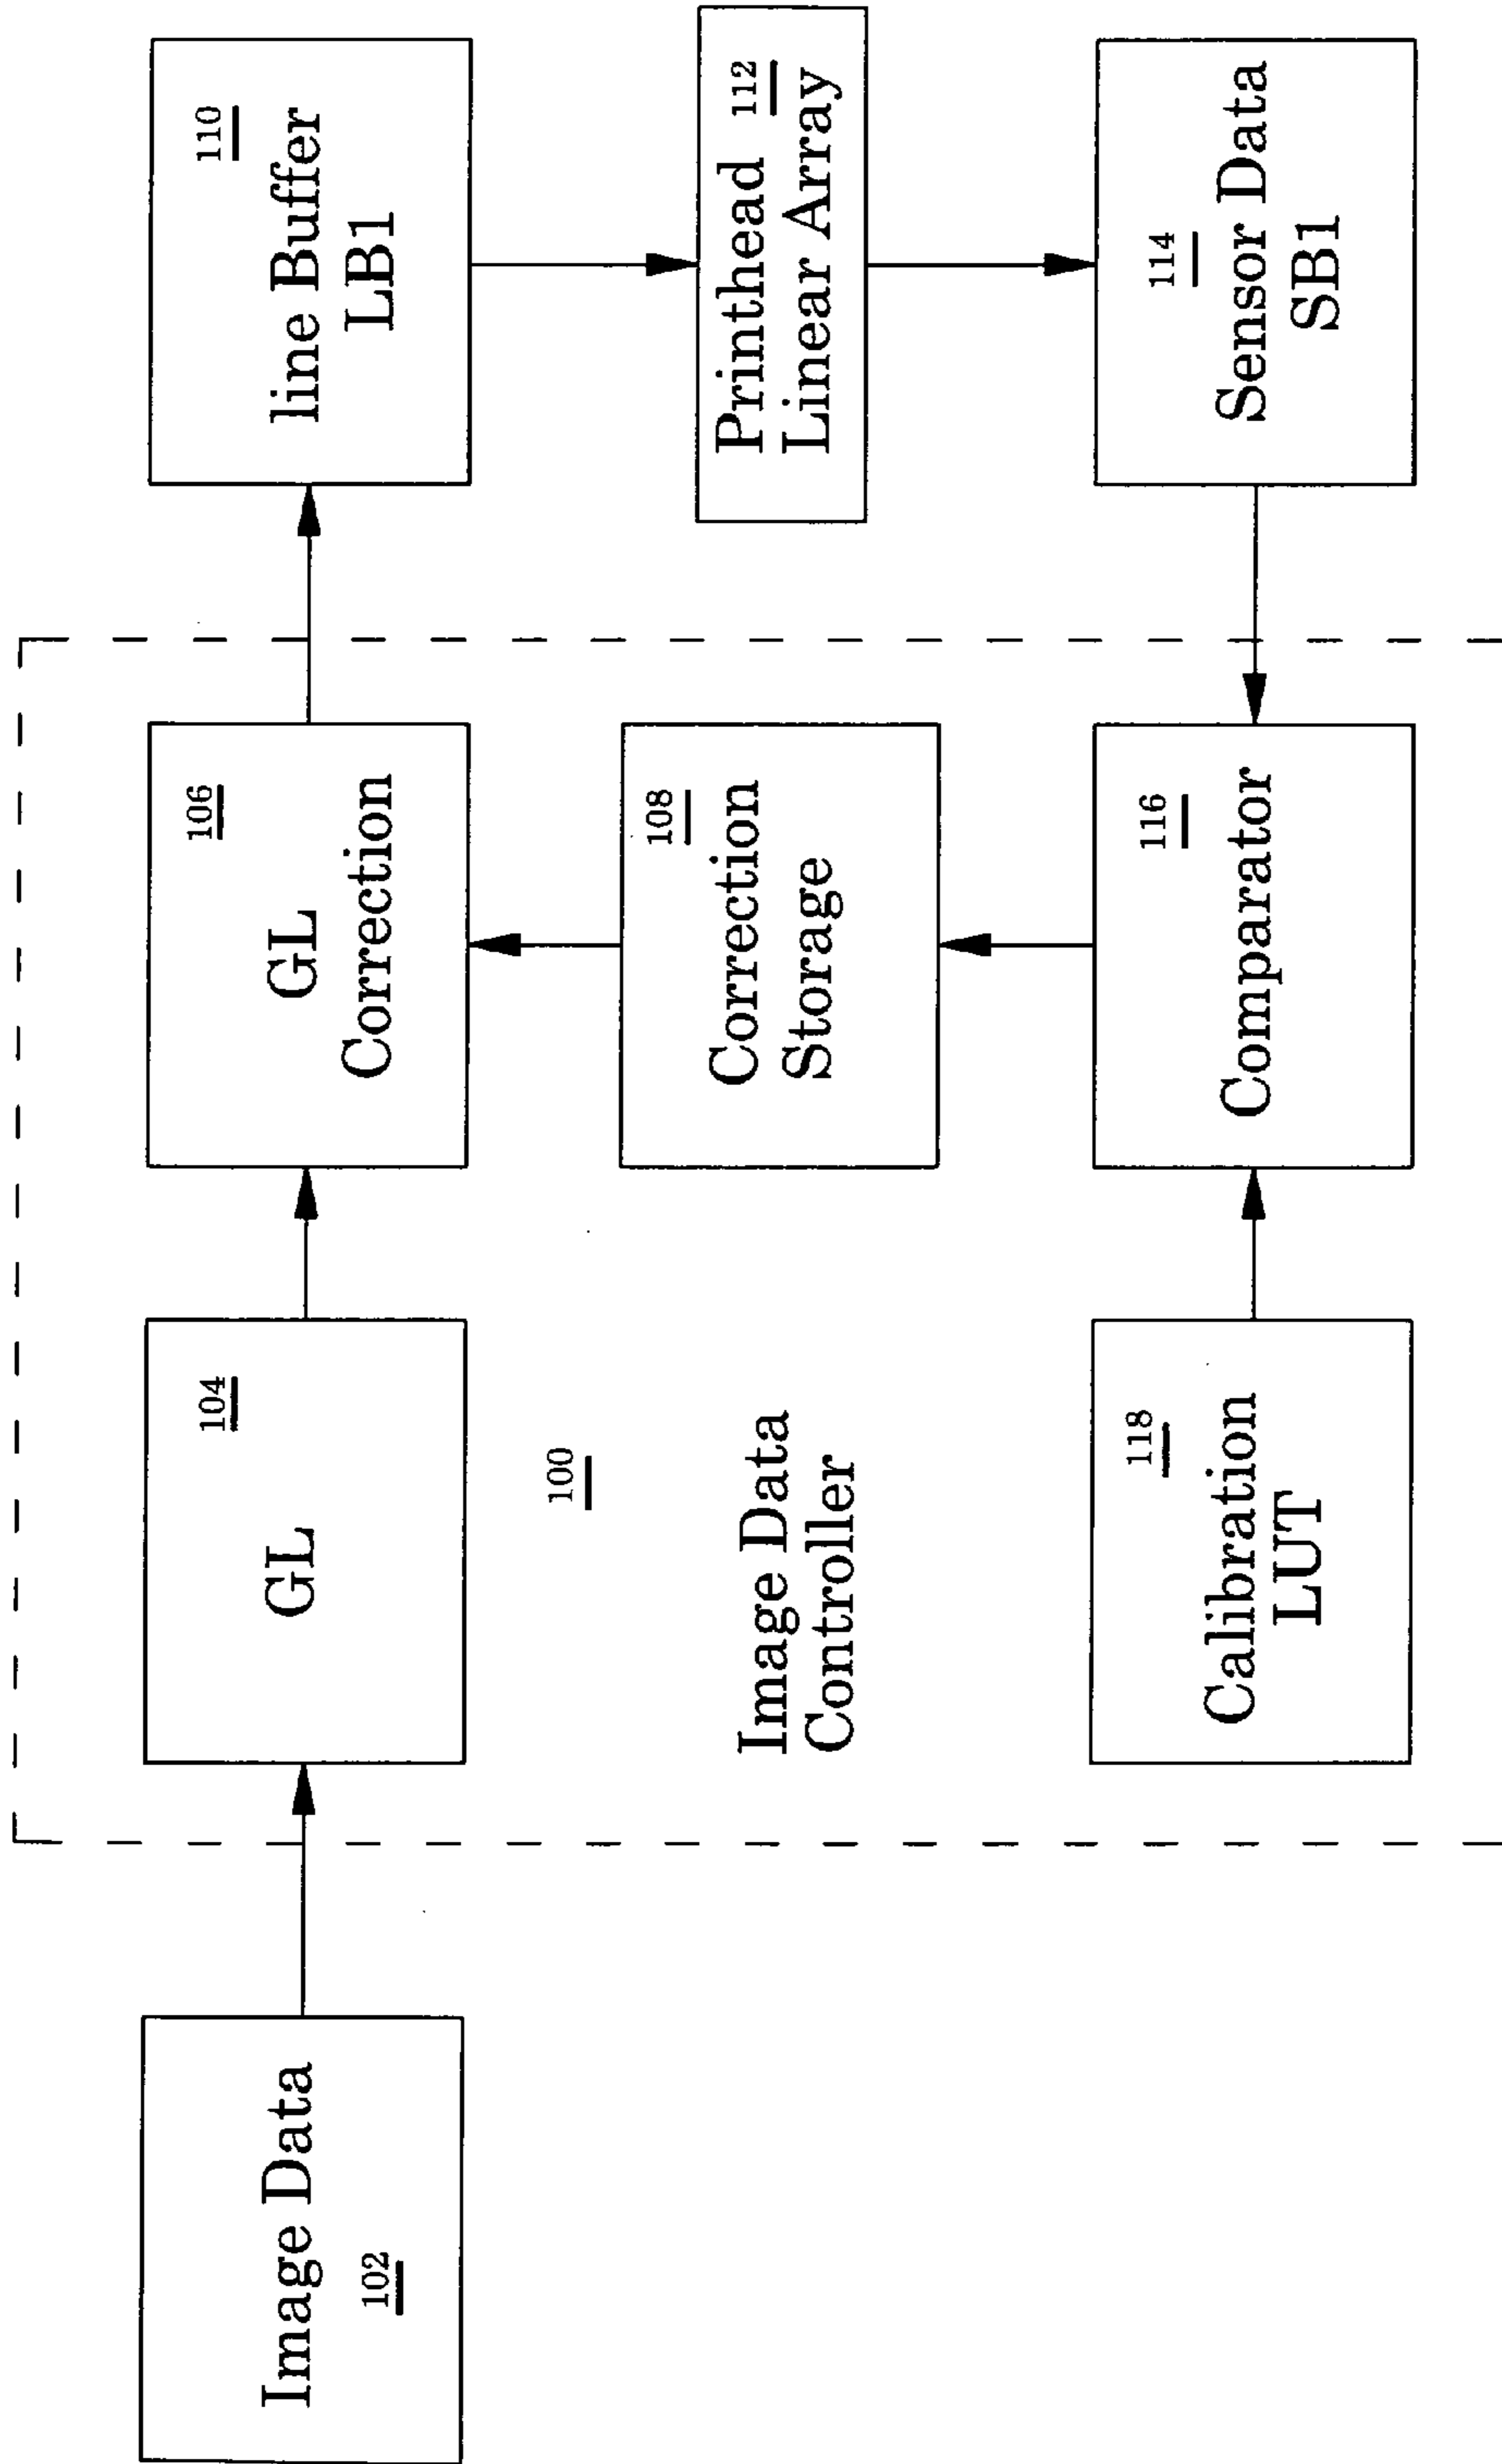 Image Data
102
GL
104
GL
Correction
106
line Buffer
LB1
110
100
Image Data
Controller
Correction
Storage
108
Printhead
112
Linear Array
Calibration
LUT
118
Comparator
116
Sensor Data
SB1
114